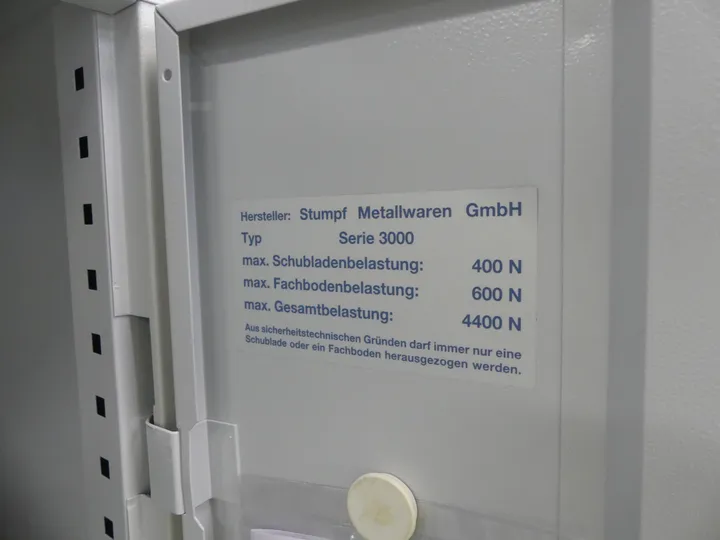 Hersteller: Stumpf Metallwaren GmbH
Typ Serie 3000
max. Schubladenbelastung: 400 N
max. Fachbodenbelastung: 600 N
max. Gesamtbelastung: 4400 N
Aus sicherheitstechnischen Gründen darf immer nur eine
Schublade oder ein Fachboden herausgezogen werden.